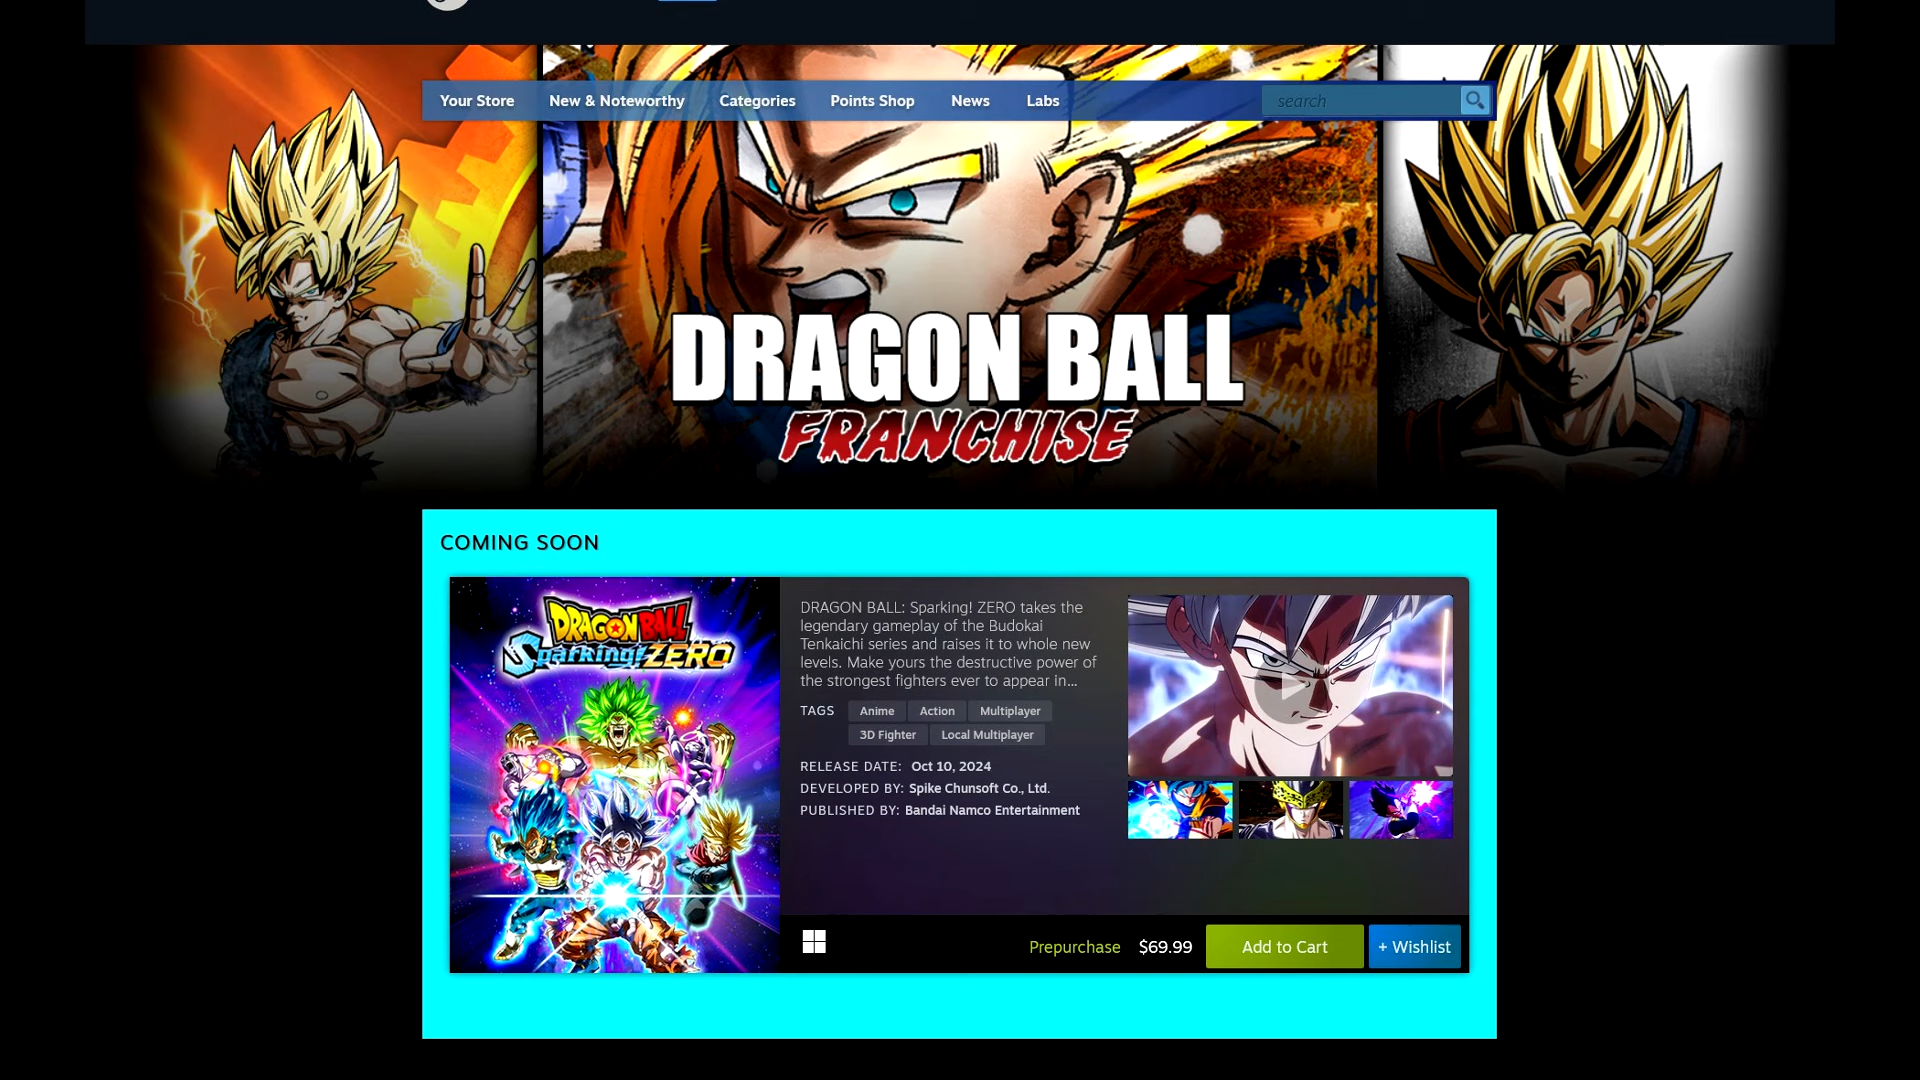 Your Store New & Noteworthy Categories Points Shop News Labs search
DRAGON BALL
FRANCHISE
COMING SOON
DRAGON BALL
Sparking! ZERO
DRAGON BALL: Sparking! ZERO takes the
legendary gameplay of the Budokai
Tenkaichi series and raises it to whole new
levels. Make yours the destructive power of
the strongest fighters ever to appear in...
TAGS Anime Action Multiplayer
3D Fighter Local Multiplayer
RELEASE DATE: Oct 10, 2024
DEVELOPED BY: Spike Chunsoft Co., Ltd.
PUBLISHED BY: Bandai Namco Entertainment
Prepurchase $69.99 Add to Cart + Wishlist